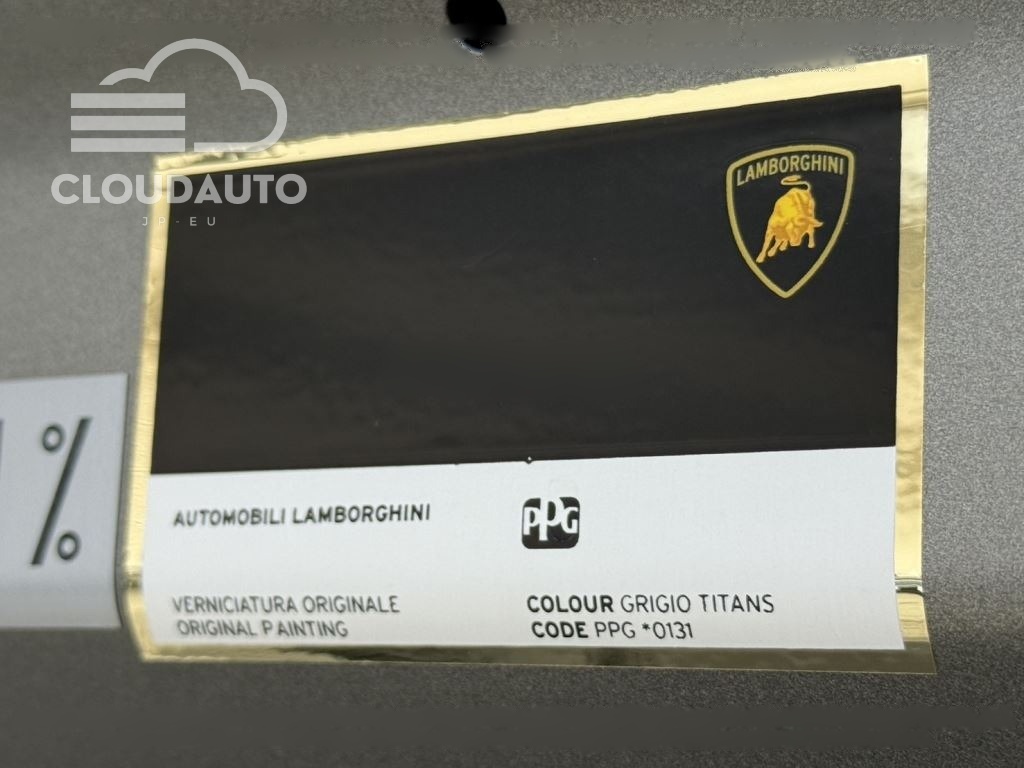 CLOUDAUTO
JP-EU
LAMBORGHINI
%
AUTOMOBILI LAMBORGHINI
PPG
VERNICIATURA ORIGINALE
ORIGINAL PAINTING
COLOUR GRIGIO TITANS
CODE PPG *0131